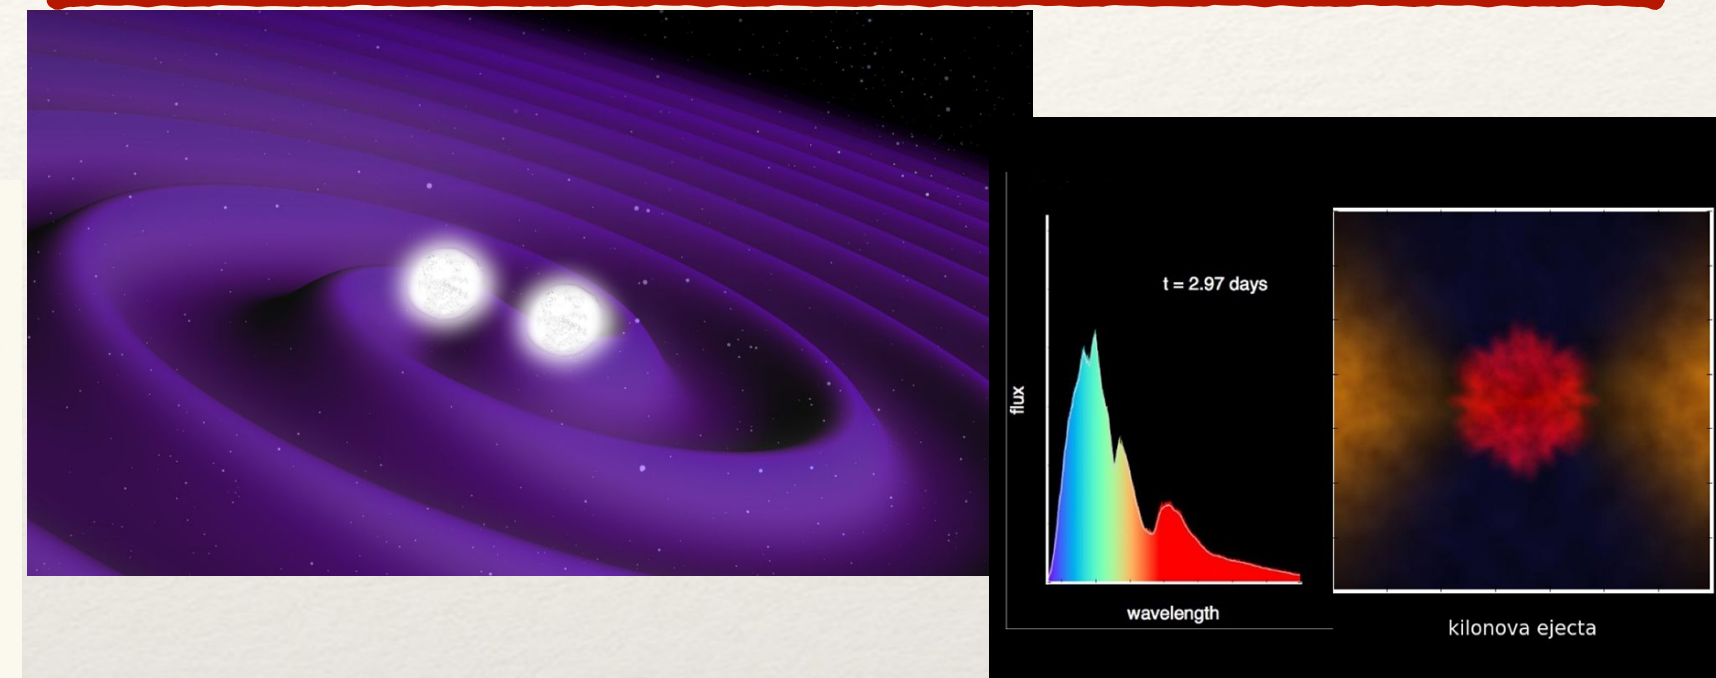 t = 2.97 days
flux
wavelength
kilonova ejecta